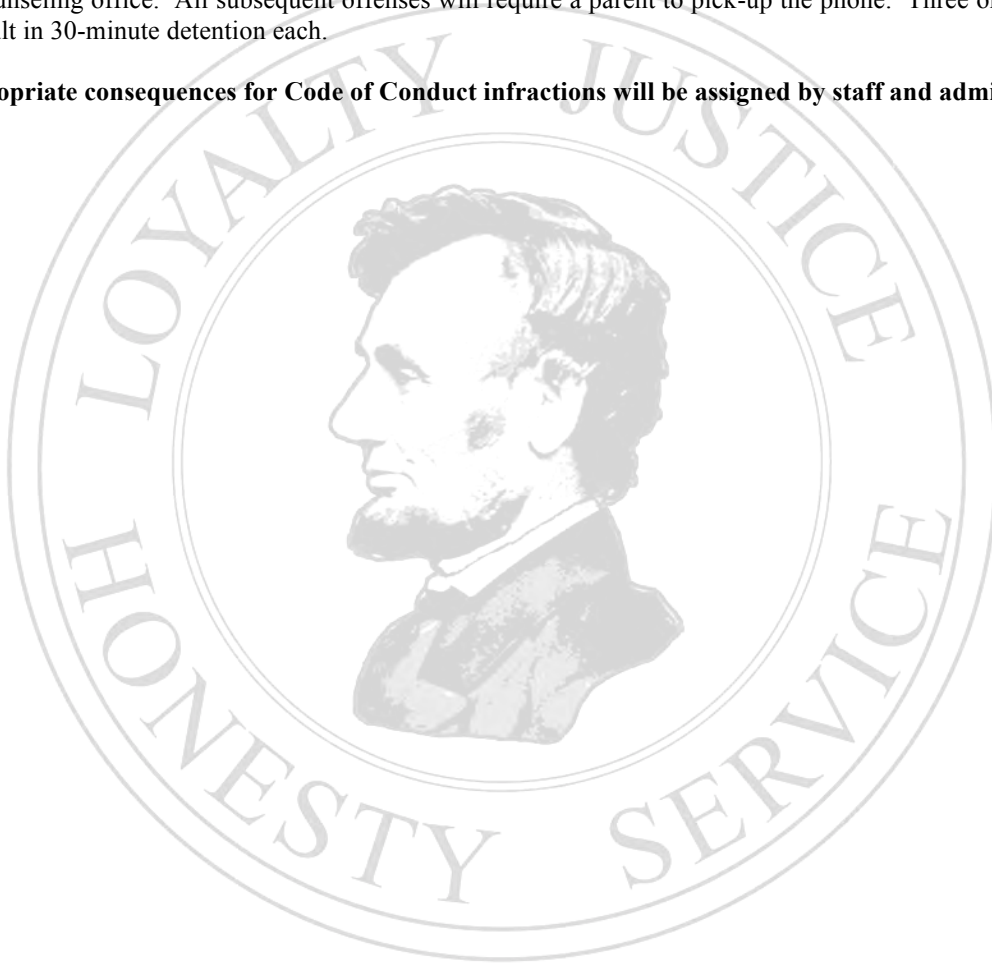 unseling office. All subsequent offenses will require a parent to pick-up the phone. Three o
ult in 30-minute detention each.
opriate consequences for Code of Conduct infractions will be assigned by staff and admi
LOYALTY JUSTICE
HONESTY SERVICE